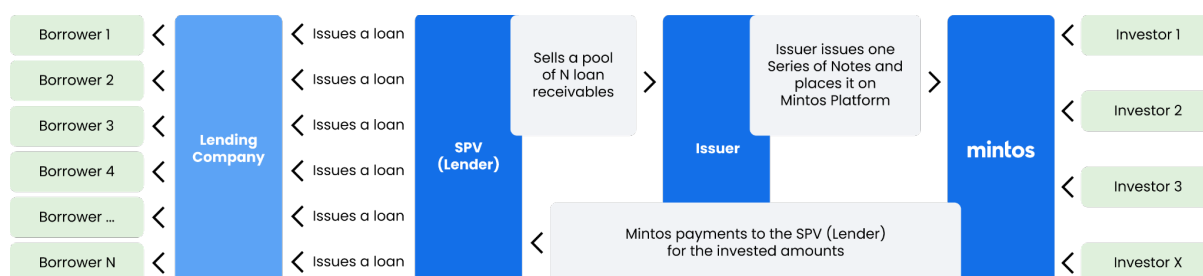 Borrower 1
Borrower 2
Borrower 3
Borrower 4
Borrower ...
Borrower N
Lending
Company
Issues a loan
Issues a loan
Issues a loan
Issues a loan
Issues a loan
Issues a loan
SPV
(Lender)
Sells a pool
of N loan
receivables
Issuer
Issuer issues one
Series of Notes and
places it on
Mintos Platform
Mintos payments to the SPV (Lender)
for the invested amounts
mintos
Investor 1
Investor 2
Investor 3
Investor X